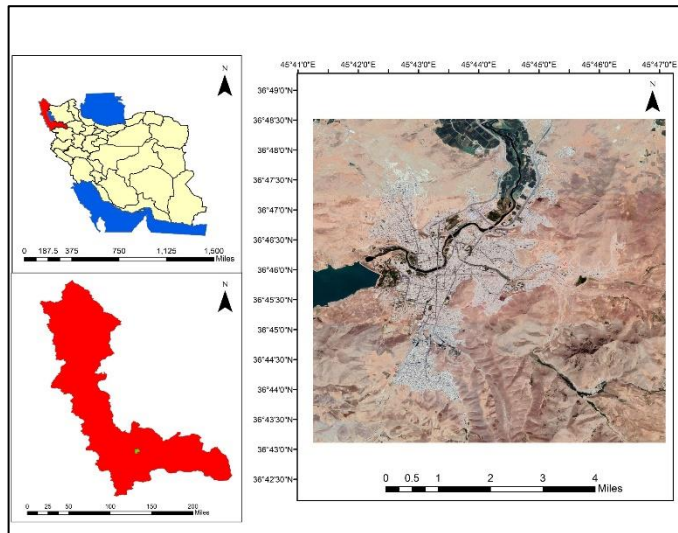 N
0 187.5 375 750 1,125 1,500
Miles
N
0 25 50 100 150 200
Miles
45°41'0"E 45°42'0"E 45°43'0"E 45°44'0"E 45°45'0"E 45°46'0"E 45°47'0"E
N
36°49'0"N
36°48'30"N
36°48'0"N
36°47'30"N
36°47'0"N
36°46'30"N
36°46'0"N
36°45'30"N
36°45'0"N
36°44'30"N
36°44'0"N
36°43'30"N
36°43'0"N
36°42'30"N
0 0.5 1 2 3 4
Miles